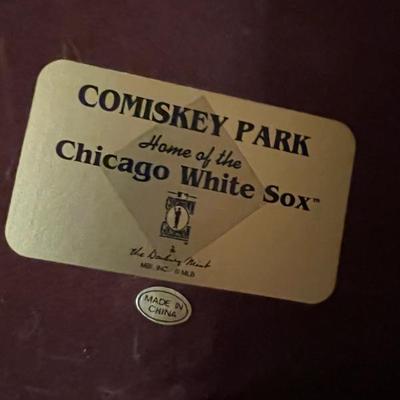 COMISKEY PARK
Home of the
Chicago White Sox™
the Danbury Mint
MBI, INC. © MLB
MADE IN
CHINA